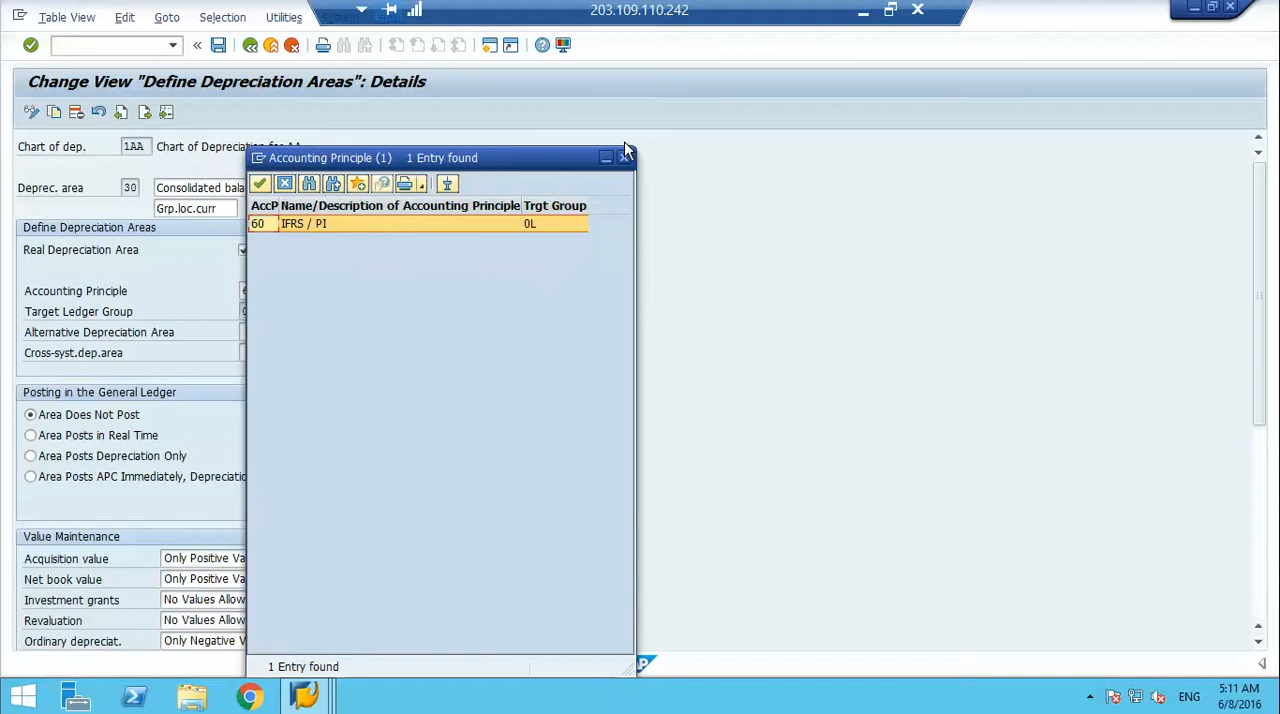 Table View Edit Goto Selection Utilities
203.109.110.242
Change View "Define Depreciation Areas": Details
Chart of dep. 1AA Chart of Depreciation for AA
Accounting Principle (1) 1 Entry found
Deprec. area 30 Consolidated bala
Grp.loc.curr
AccP Name/Description of Accounting Principle Trgt Group
60 IFRS / PI 0L
Define Depreciation Areas
Real Depreciation Area
Accounting Principle
Target Ledger Group
Alternative Depreciation Area
Cross-syst.dep.area
Posting in the General Ledger
Area Does Not Post
Area Posts in Real Time
Area Posts Depreciation Only
Area Posts APC Immediately, Depreciatio
Value Maintenance
Acquisition value Only Positive Va
Net book value Only Positive Va
Investment grants No Values Allow
Revaluation No Values Allow
Ordinary depreciat. Only Negative V
1 Entry found
ENG
5:11 AM
6/8/2016